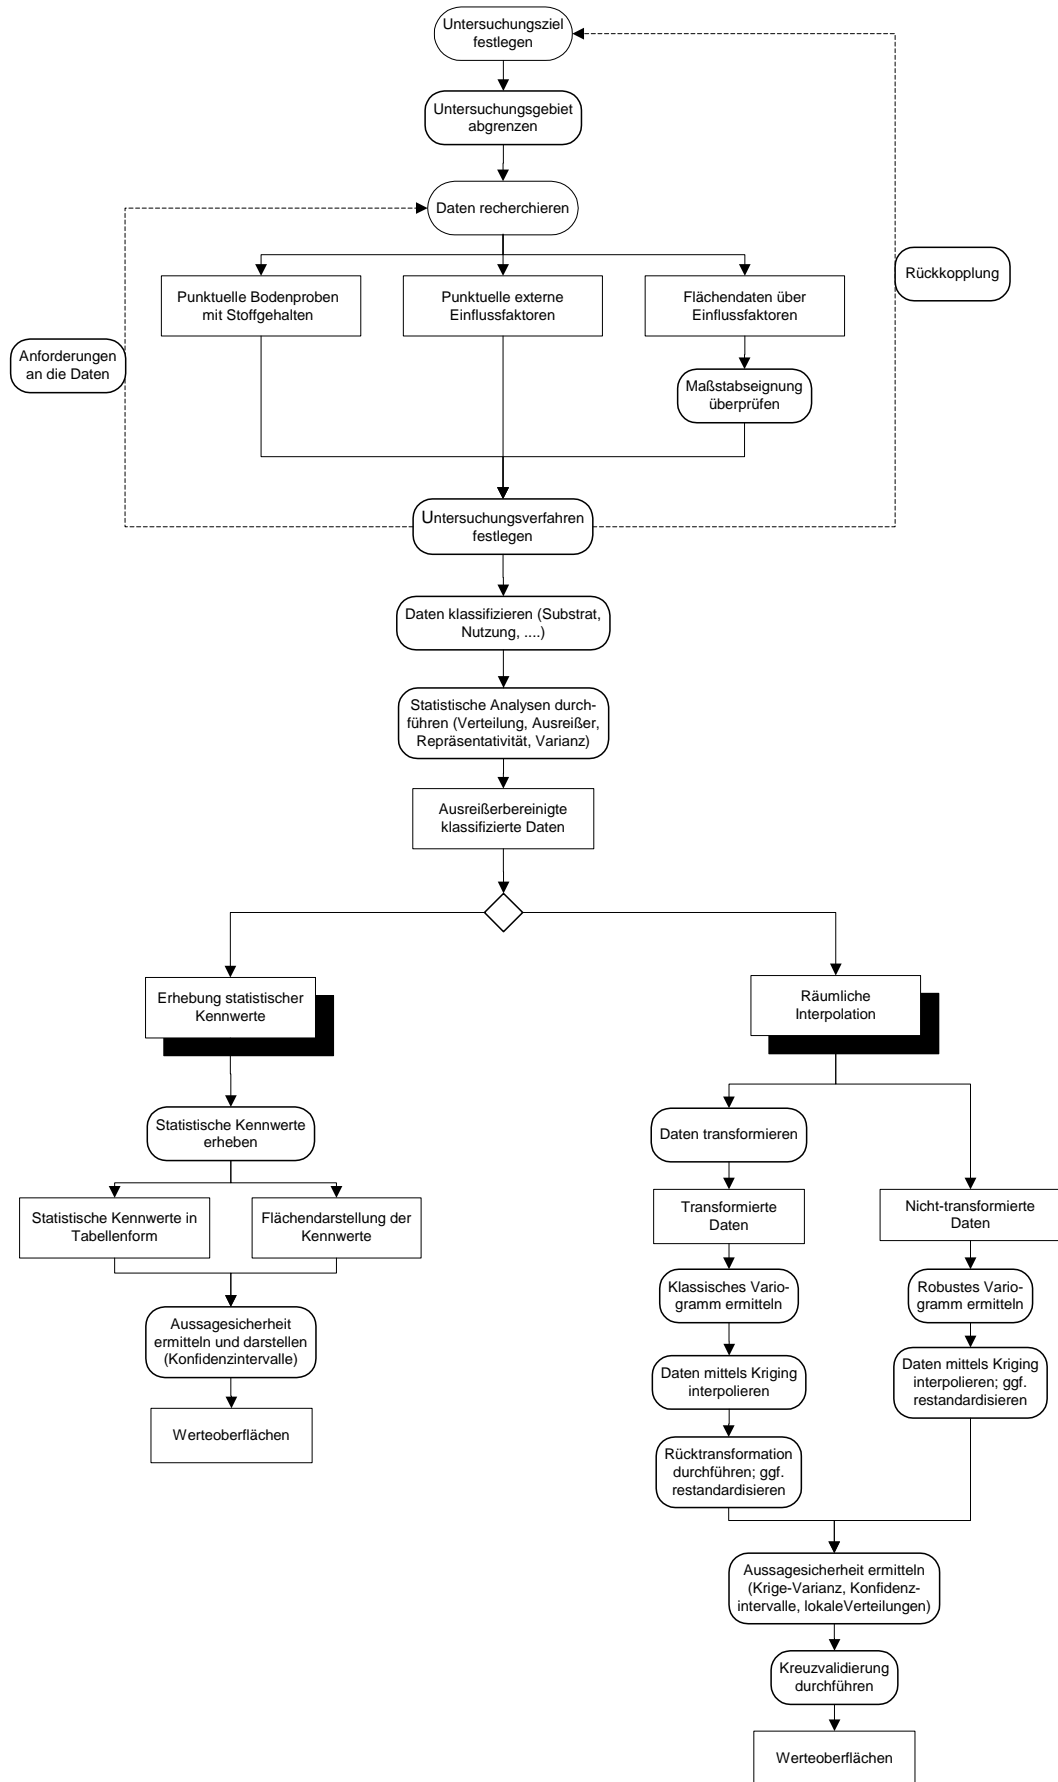 Untersuchungsziel
festlegen
Untersuchungsgebiet
abgrenzen
Daten recherchieren
Rückkopplung
Punktuelle Bodenproben
mit Stoffgehalten
Punktuelle externe
Einflussfaktoren
Flächendaten über
Einflussfaktoren
Anforderungen
an die Daten
Maßstabseignung
überprüfen
Untersuchungsverfahren
festlegen
Daten klassifizieren (Substrat,
Nutzung, ....)
Statistische Analysen durch-
führen (Verteilung, Ausreißer,
Repräsentativität, Varianz)
Ausreißerbereinigte
klassifizierte Daten
Erhebung statistischer
Kennwerte
Statistische Kennwerte
erheben
Statistische Kennwerte in
Tabellenform
Flächendarstellung der
Kennwerte
Aussagesicherheit
ermitteln und darstellen
(Konfidenzintervalle)
Werteoberflächen
Räumliche
Interpolation
Daten transformieren
Transformierte
Daten
Klassisches Vario-
gramm ermitteln
Daten mittels Kriging
interpolieren
Rücktransformation
durchführen; ggf.
restandardisieren
Nicht-transformierte
Daten
Robustes Vario-
gramm ermitteln
Daten mittels Kriging
interpolieren; ggf.
restandardisieren
Aussagesicherheit ermitteln
(Krige-Varianz, Konfidenz-
intervalle, lokaleVerteilungen)
Kreuzvalidierung
durchführen
Werteoberflächen